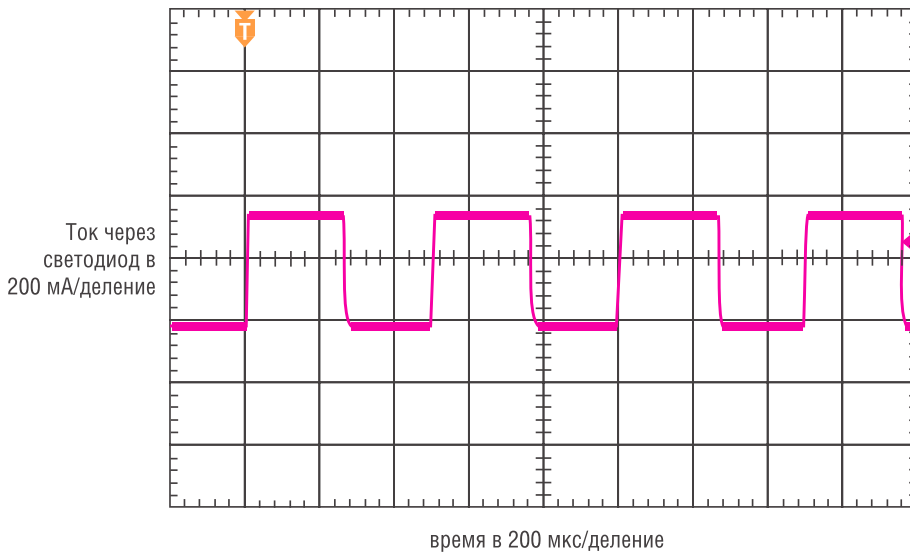 T
Ток через
светодиод в
200 мА/деление
время в 200 мкс/деление